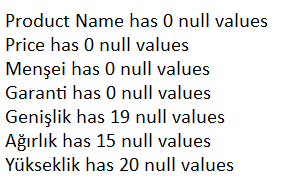 Product Name has 0 null values
Price has 0 null values
Menşei has 0 null values
Garanti has 0 null values
Genişlik has 19 null values
Ağırlık has 15 null values
Yükseklik has 20 null values